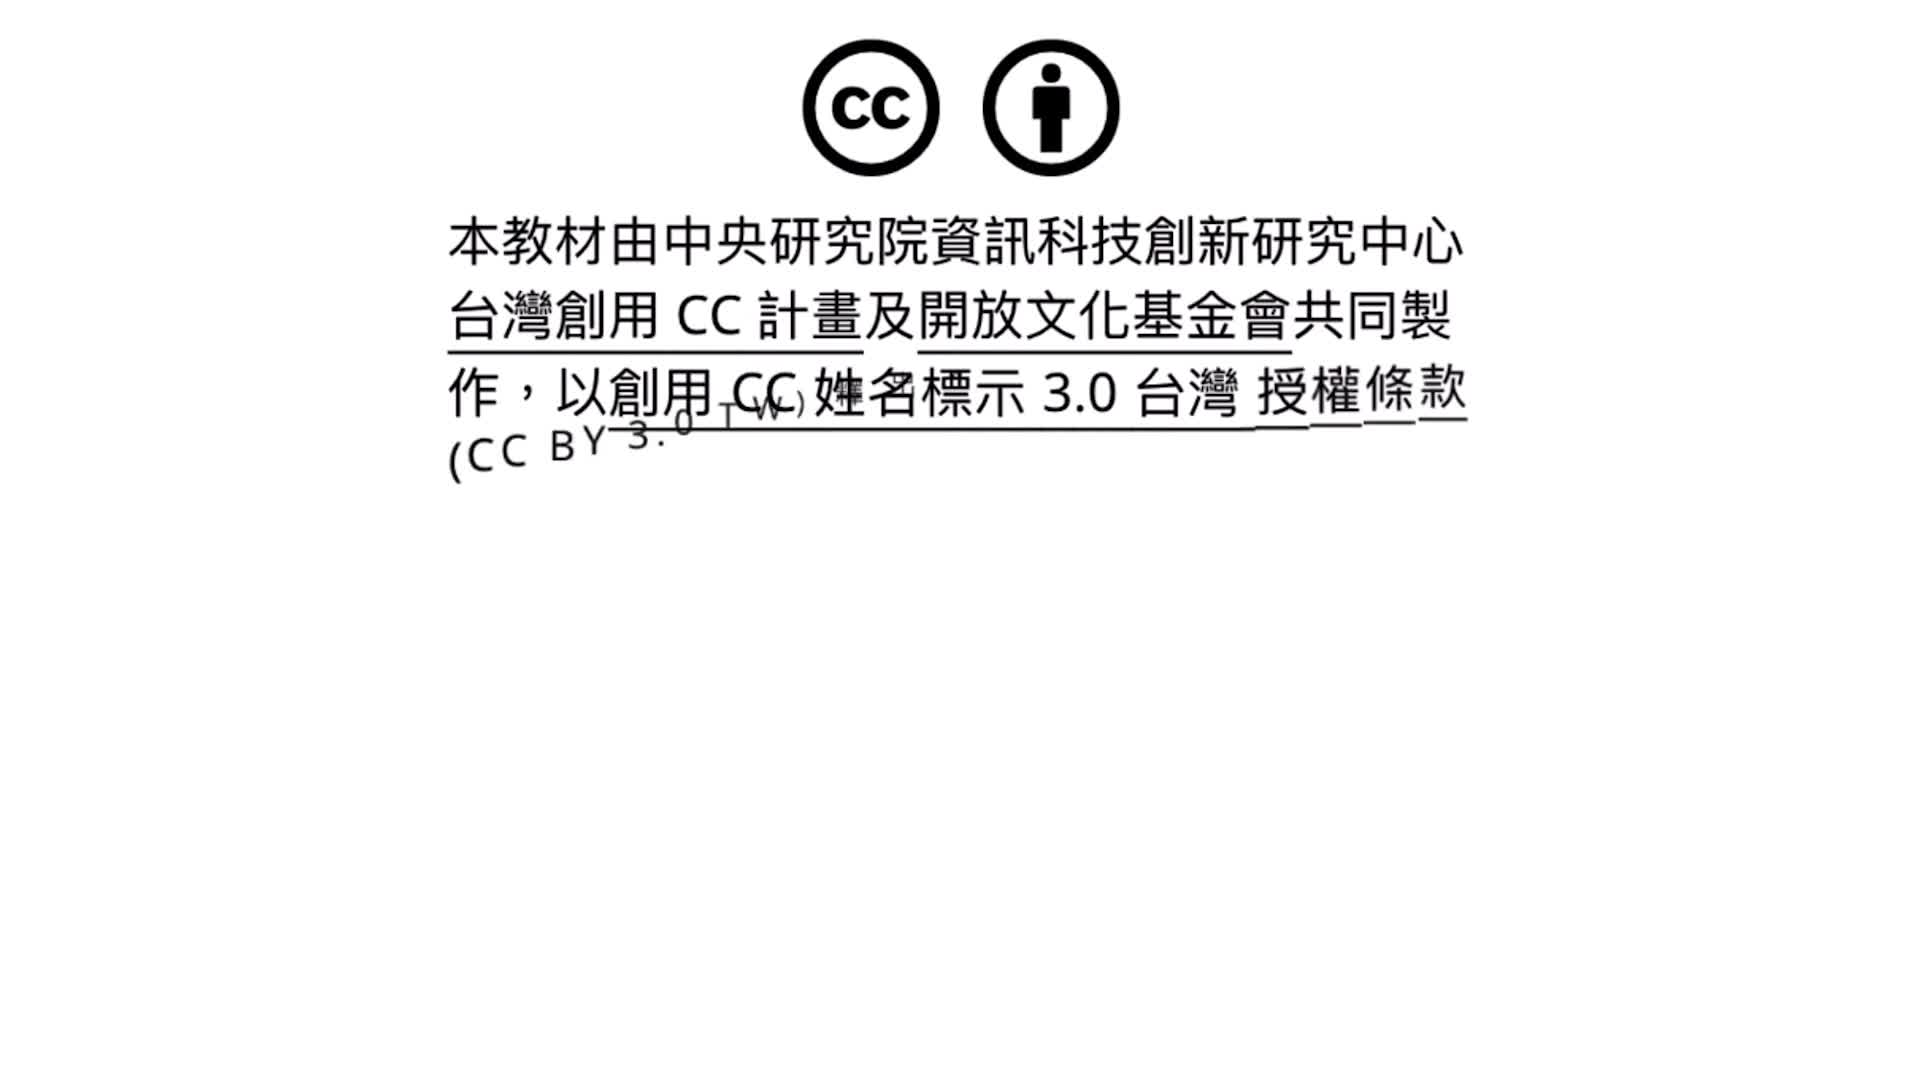 cc
本教材由中央研究院資訊科技創新研究中心
台灣創用 CC 計畫及開放文化基金會共同製
作，以創用 CC 姓名標示 3.0 台灣 授權條款
(CC BY 3.0 TW) 釋出